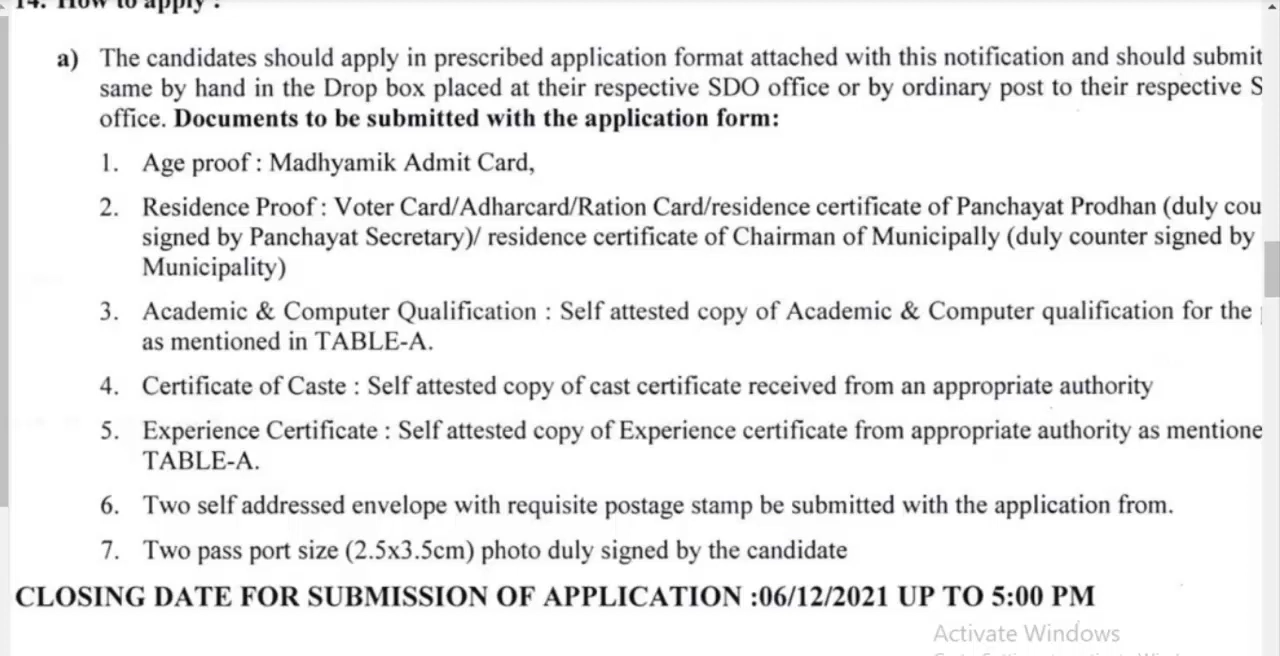 14. How to apply :
a) The candidates should apply in prescribed application format attached with this notification and should submit
same by hand in the Drop box placed at their respective SDO office or by ordinary post to their respective S
office. Documents to be submitted with the application form:
1. Age proof : Madhyamik Admit Card,
2. Residence Proof : Voter Card/Adharcard/Ration Card/residence certificate of Panchayat Prodhan (duly cou
signed by Panchayat Secretary)/ residence certificate of Chairman of Municipally (duly counter signed by
Municipality)
3. Academic & Computer Qualification : Self attested copy of Academic & Computer qualification for the
as mentioned in TABLE-A.
4. Certificate of Caste : Self attested copy of cast certificate received from an appropriate authority
5. Experience Certificate : Self attested copy of Experience certificate from appropriate authority as mentione
TABLE-A.
6. Two self addressed envelope with requisite postage stamp be submitted with the application from.
7. Two pass port size (2.5x3.5cm) photo duly signed by the candidate
CLOSING DATE FOR SUBMISSION OF APPLICATION :06/12/2021 UP TO 5:00 PM
Activate Windows